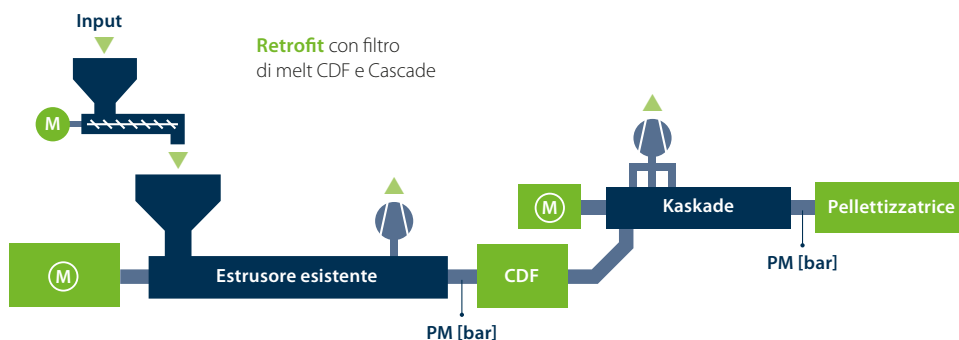 Input
Retrofit con filtro
di melt CDF e Cascade
M
M
Kaskade
Pellettizzatrice
PM [bar]
M
Estrusore esistente
CDF
PM [bar]